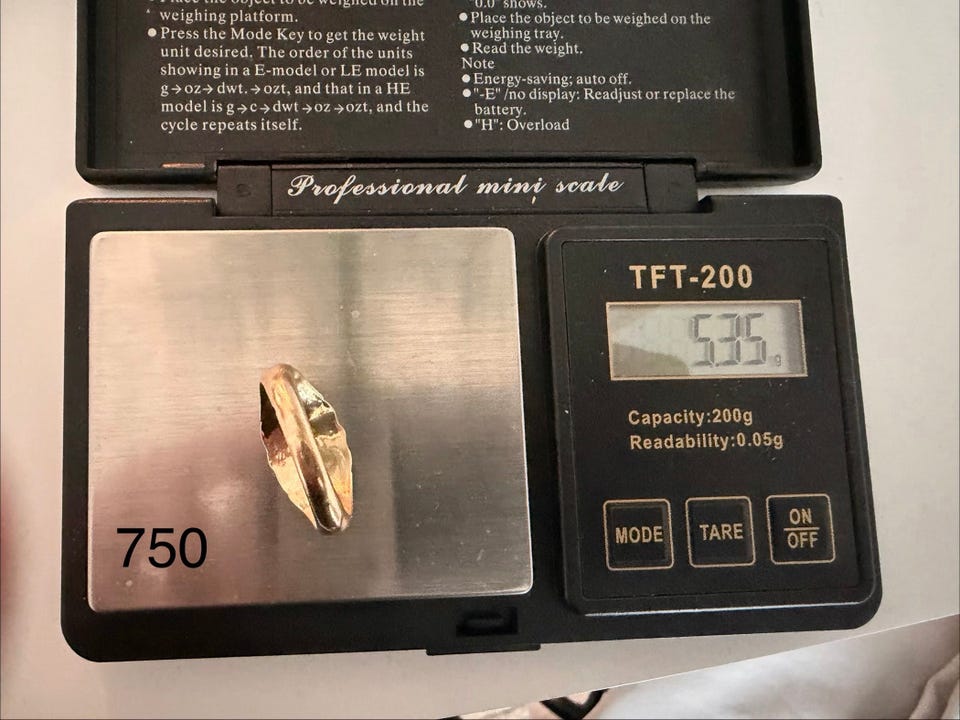 weighing platform.
● Press the Mode Key to get the weight
unit desired. The order of the units
showing in a E-model or LE model is
g→oz→dwt.→ozt, and that in a HE
model is g→c→dwt→oz→ozt, and the
cycle repeats itself.
"0.0" shows.
● Place the object to be weighed on the
weighing tray.
● Read the weight.
Note
● Energy-saving; auto off.
● "-E"/no display: Readjust or replace the
battery.
● "H": Overload
Professional mini scale
TFT-200
5.35 g
Capacity:200g
Readability:0.05g
MODE
TARE
ON
OFF
750